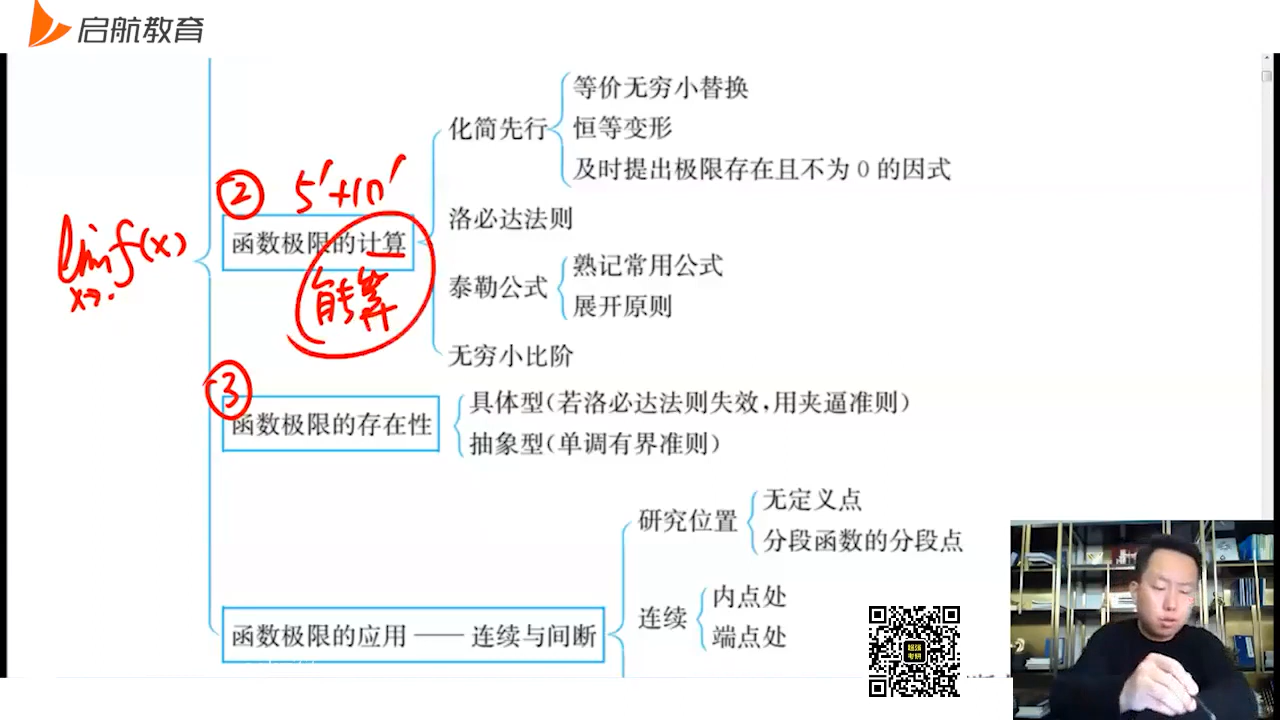 启航教育
等价无穷小替换
化简先行
恒等变形
及时提出极限存在且不为 0 的因式
② 5′+10′
函数极限的计算
lim f(x)
x→·
能算
洛必达法则
熟记常用公式
泰勒公式
展开原则
无穷小比阶
③
函数极限的存在性
具体型(若洛必达法则失效,用夹逼准则)
抽象型(单调有界准则)
无定义点
研究位置
分段函数的分段点
内点处
连续
端点处
函数极限的应用 —— 连续与间断